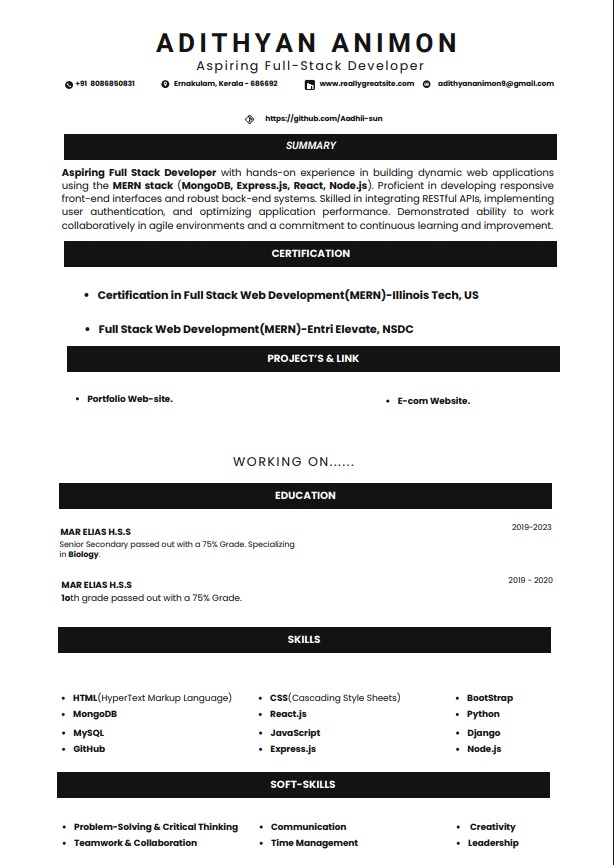 ADITHYAN ANIMON
Aspiring Full-Stack Developer
+91 8086850831 Ernakulam, Kerala - 686692 www.reallygreatsite.com adithyananimon9@gmail.com
https://github.com/Aadhii-sun
SUMMARY
Aspiring Full Stack Developer with hands-on experience in building dynamic web applications
using the MERN stack (MongoDB, Express.js, React, Node.js). Proficient in developing responsive
front-end interfaces and robust back-end systems. Skilled in integrating RESTful APIs, implementing
user authentication, and optimizing application performance. Demonstrated ability to work
collaboratively in agile environments and a commitment to continuous learning and improvement.
CERTIFICATION
• Certification in Full Stack Web Development(MERN)-Illinois Tech, US
• Full Stack Web Development(MERN)-Entri Elevate, NSDC
PROJECT'S & LINK
• Portfolio Web-site. • E-com Website.
WORKING ON......
EDUCATION
MAR ELIAS H.S.S 2019-2023
Senior Secondary passed out with a 75% Grade. Specializing
in Biology.
MAR ELIAS H.S.S 2019 - 2020
1oth grade passed out with a 75% Grade.
SKILLS
• HTML(HyperText Markup Language) • CSS(Cascading Style Sheets) • BootStrap
• MongoDB • React.js • Python
• MySQL • JavaScript • Django
• GitHub • Express.js • Node.js
SOFT-SKILLS
• Problem-Solving & Critical Thinking • Communication • Creativity
• Teamwork & Collaboration • Time Management • Leadership